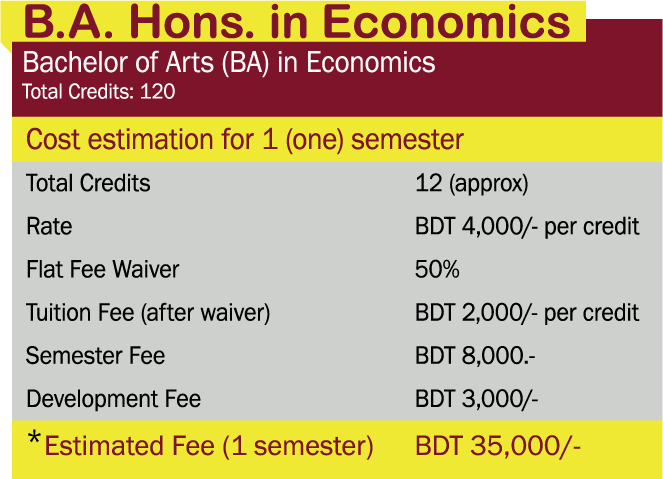 B.A. Hons. in Economics
Bachelor of Arts (BA) in Economics
Total Credits: 120
Cost estimation for 1 (one) semester
Total Credits 12 (approx)
Rate BDT 4,000/- per credit
Flat Fee Waiver 50%
Tuition Fee (after waiver) BDT 2,000/- per credit
Semester Fee BDT 8,000.-
Development Fee BDT 3,000/-
*Estimated Fee (1 semester) BDT 35,000/-